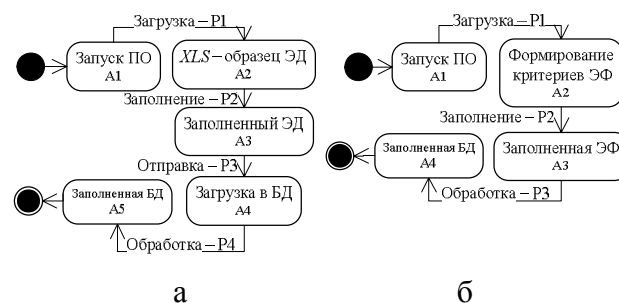 Загрузка – P1
Запуск ПО
A1
XLS – образец ЭД
A2
Заполнение – P2
Заполненный ЭД
A3
Отправка – P3
Заполненная БД
A5
Загрузка в БД
A4
Обработка – P4
а
Загрузка – P1
Запуск ПО
A1
Формирование
критериев ЭФ
A2
Заполнение – P2
Заполненная БД
A4
Заполненная ЭФ
A3
Обработка – P3
б